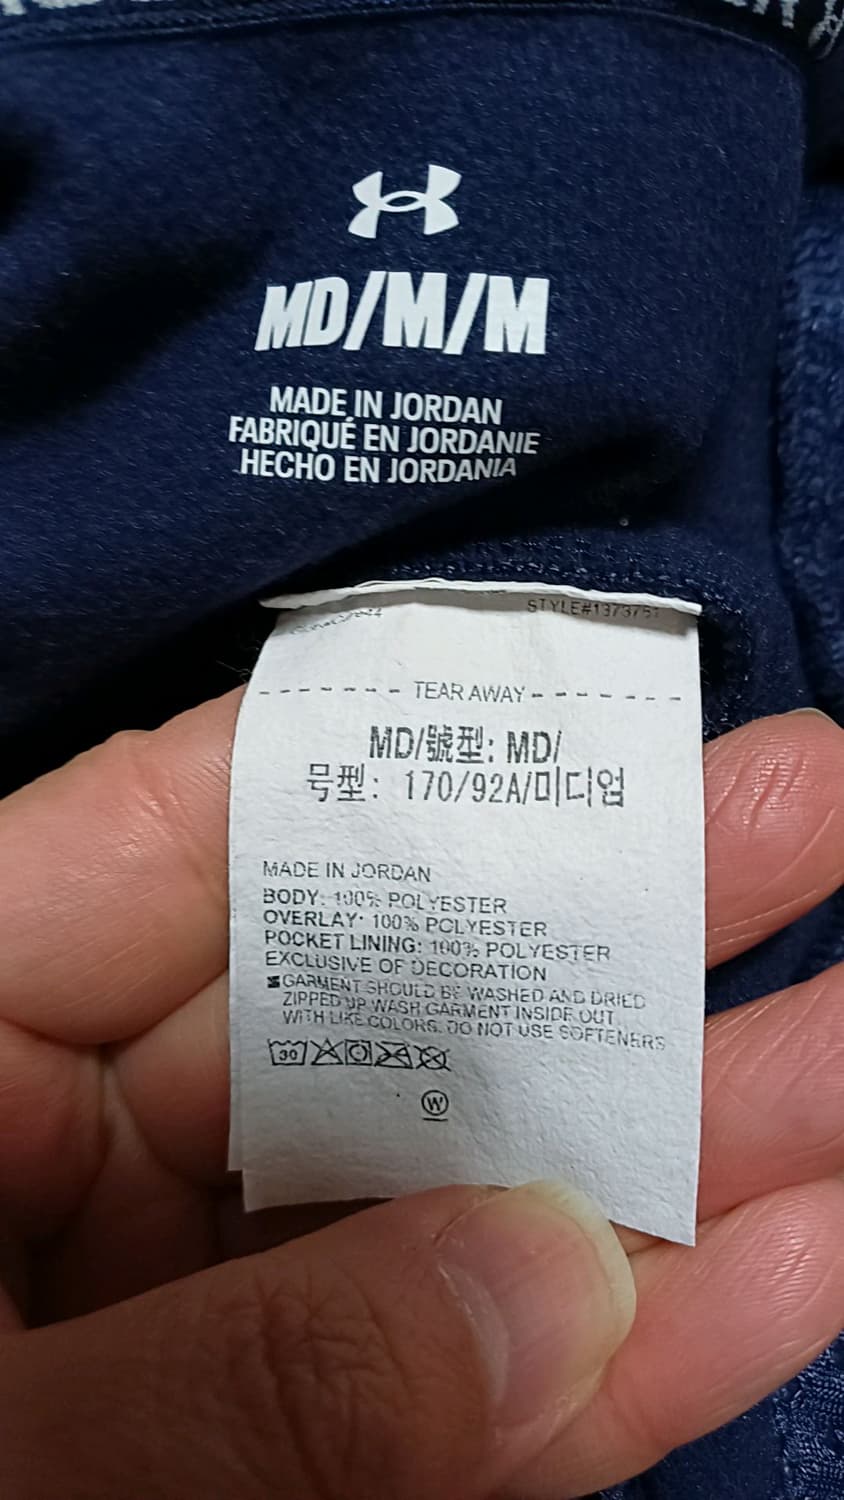 MD/M/M
MADE IN JORDAN
FABRIQUÉ EN JORDANIE
HECHO EN JORDANIA
STYLE#1373751
TEAR AWAY
MD/號型: MD/
号型: 170/92A/미디엄
MADE IN JORDAN
BODY: 100% POLYESTER
OVERLAY: 100% POLYESTER
POCKET LINING: 100% POLYESTER
EXCLUSIVE OF DECORATION
GARMENT SHOULD BE WASHED AND DRIED
ZIPPED UP WASH GARMENT INSIDE OUT
WITH LIKE COLORS. DO NOT USE SOFTENERS
30
W